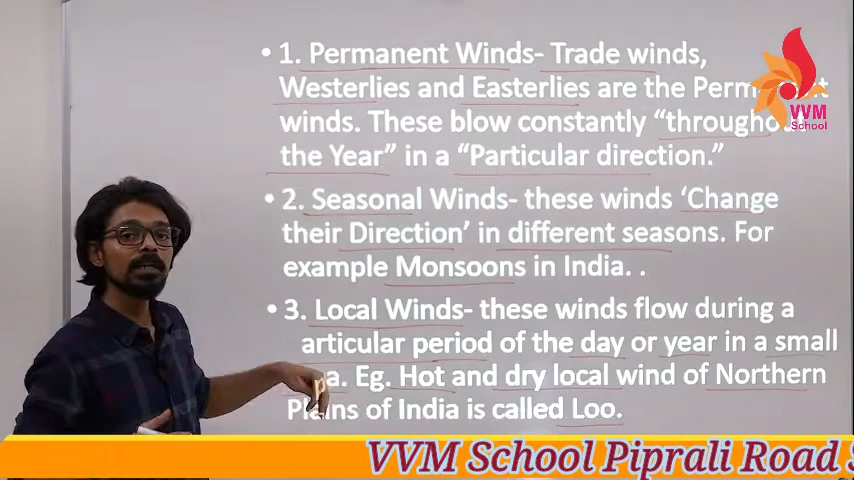 • 1. Permanent Winds- Trade winds,
Westerlies and Easterlies are the
winds. These blow constantly “throughout
the Year” in a “Particular direction.”
• 2. Seasonal Winds- these winds ‘Change
their Direction’ in different seasons. For
example Monsoons in India. .
• 3. Local Winds- these winds flow during a
articular period of the day or year in a small
a. Eg. Hot and dry local wind of Northern
Plains of India is called Loo.
VVM
School
VVM School Piprali Road S